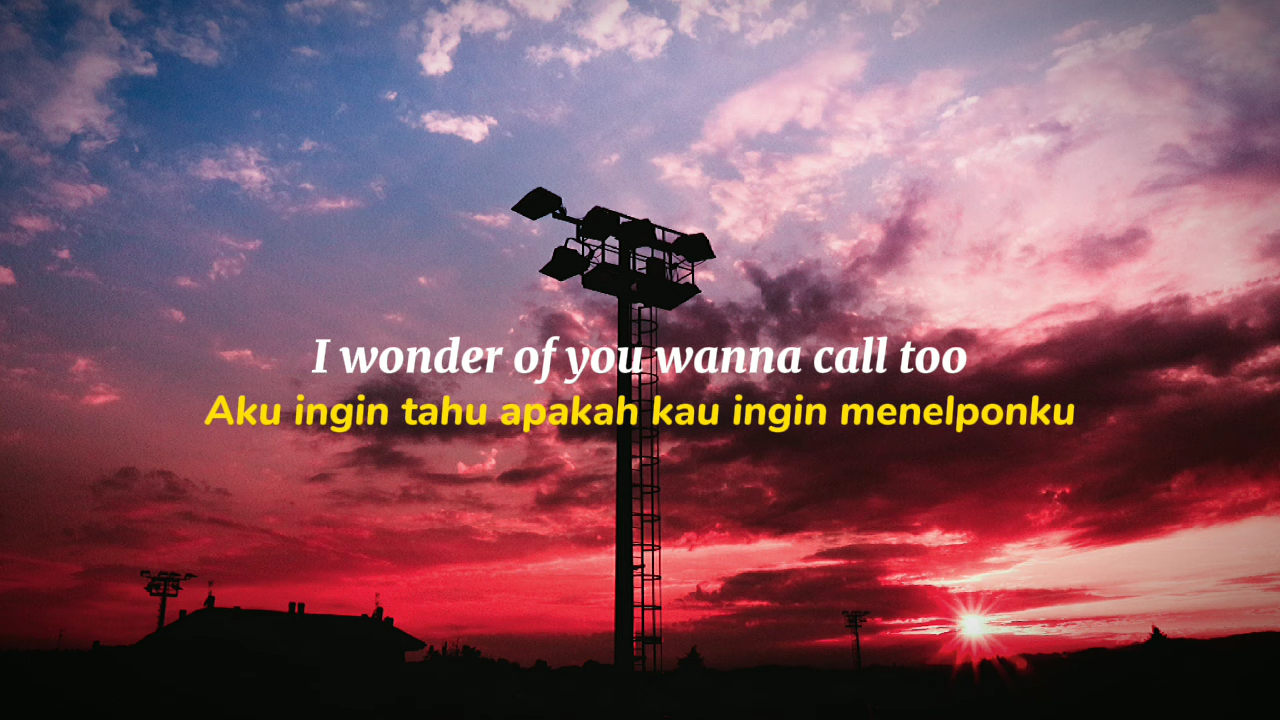 I wonder of you wanna call too
Aku ingin tahu apakah kau ingin menelponku